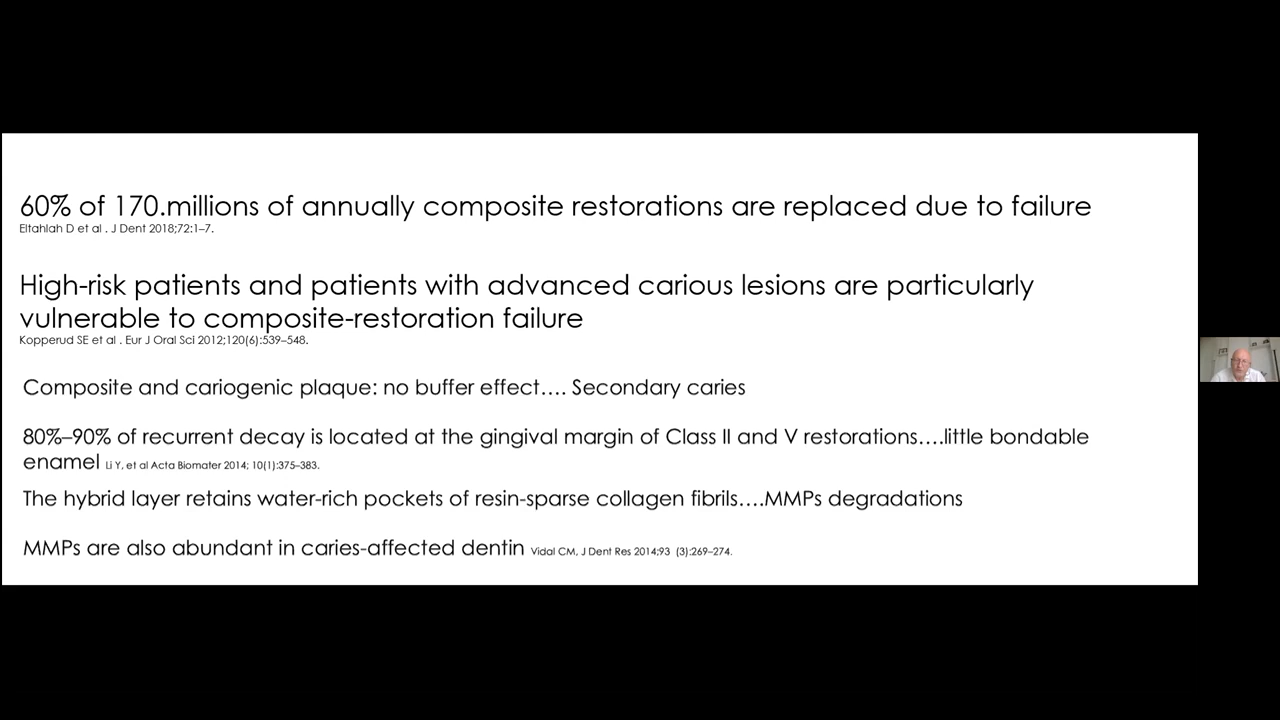 60% of 170.millions of annually composite restorations are replaced due to failure
Eltahlah D et al . J Dent 2018;72:1–7.
High-risk patients and patients with advanced carious lesions are particularly
vulnerable to composite-restoration failure
Kopperud SE et al . Eur J Oral Sci 2012;120(6):539–548.
Composite and cariogenic plaque: no buffer effect…. Secondary caries
80%–90% of recurrent decay is located at the gingival margin of Class II and V restorations….little bondable
enamel Li Y, et al Acta Biomater 2014; 10(1):375–383.
The hybrid layer retains water-rich pockets of resin-sparse collagen fibrils….MMPs degradations
MMPs are also abundant in caries-affected dentin Vidal CM, J Dent Res 2014;93 (3):269–274.